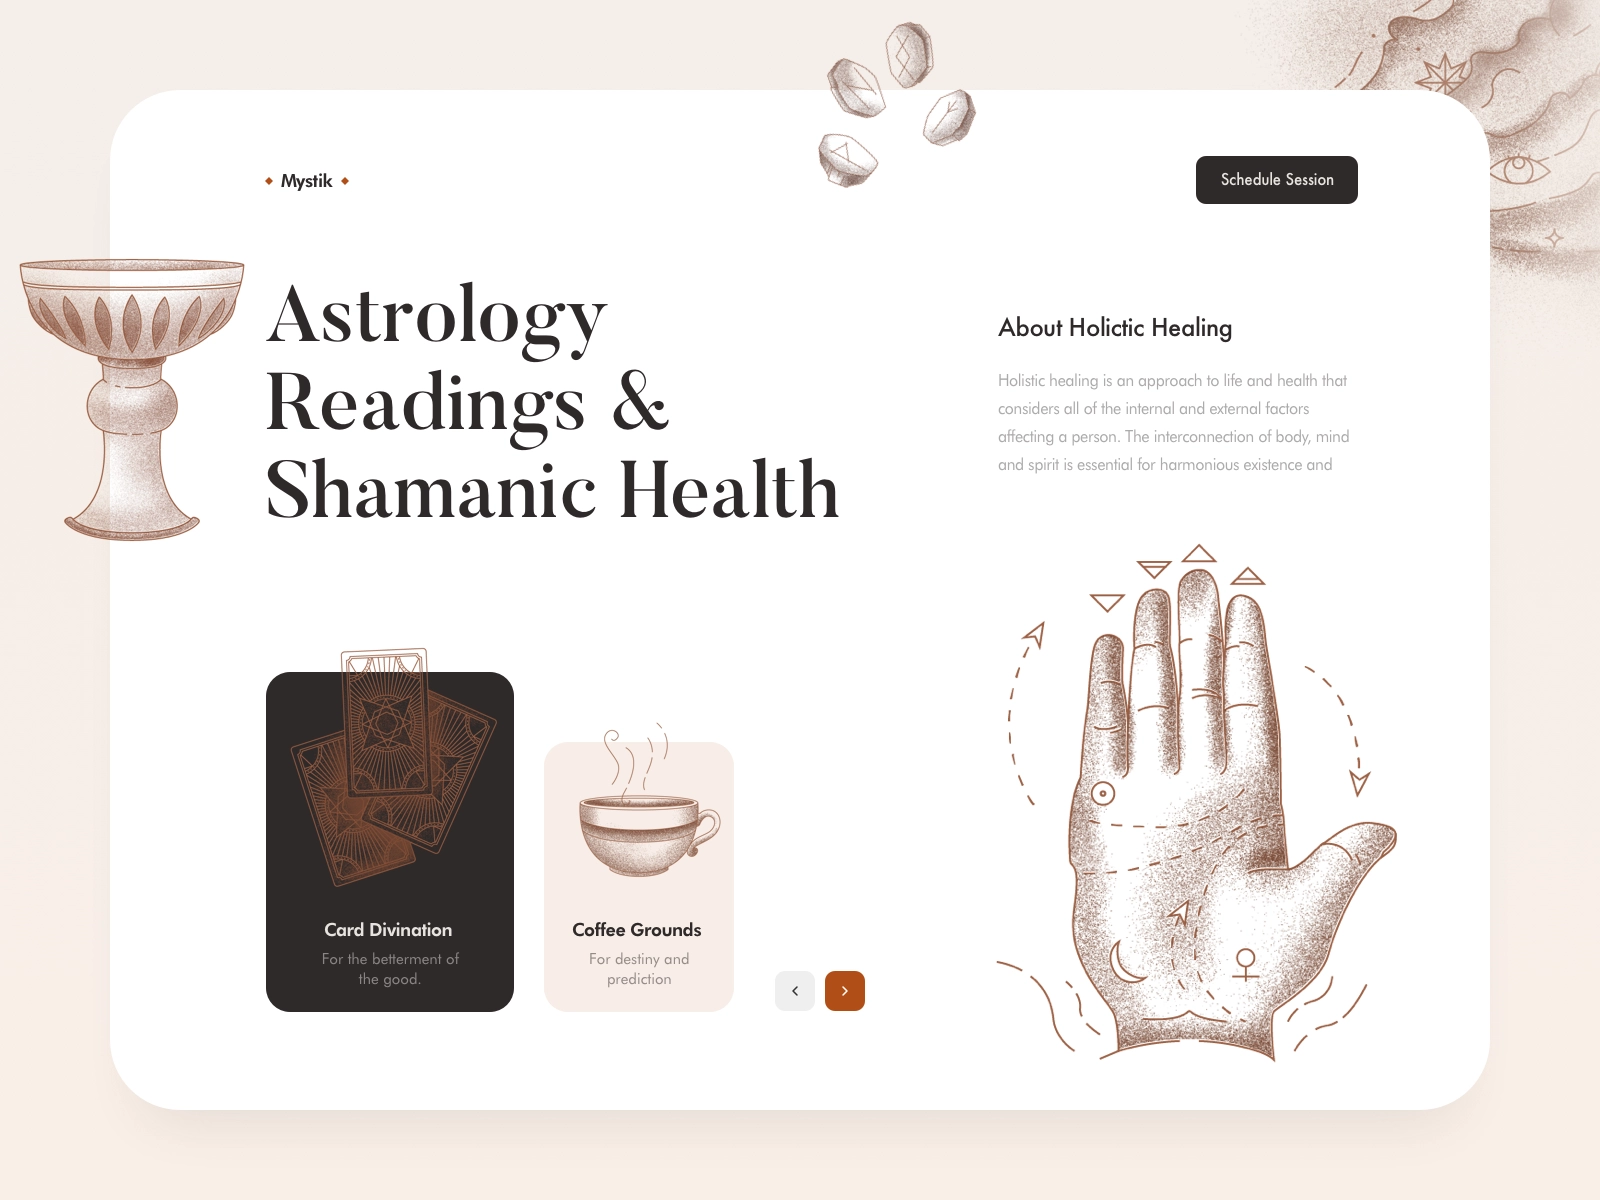 Mystik
Schedule Session
Astrology
Readings &
Shamanic Health
About Holictic Healing
Holistic healing is an approach to life and health that
considers all of the internal and external factors
affecting a person. The interconnection of body, mind
and spirit is essential for harmonious existence and
Card Divination
For the betterment of
the good.
Coffee Grounds
For destiny and
prediction